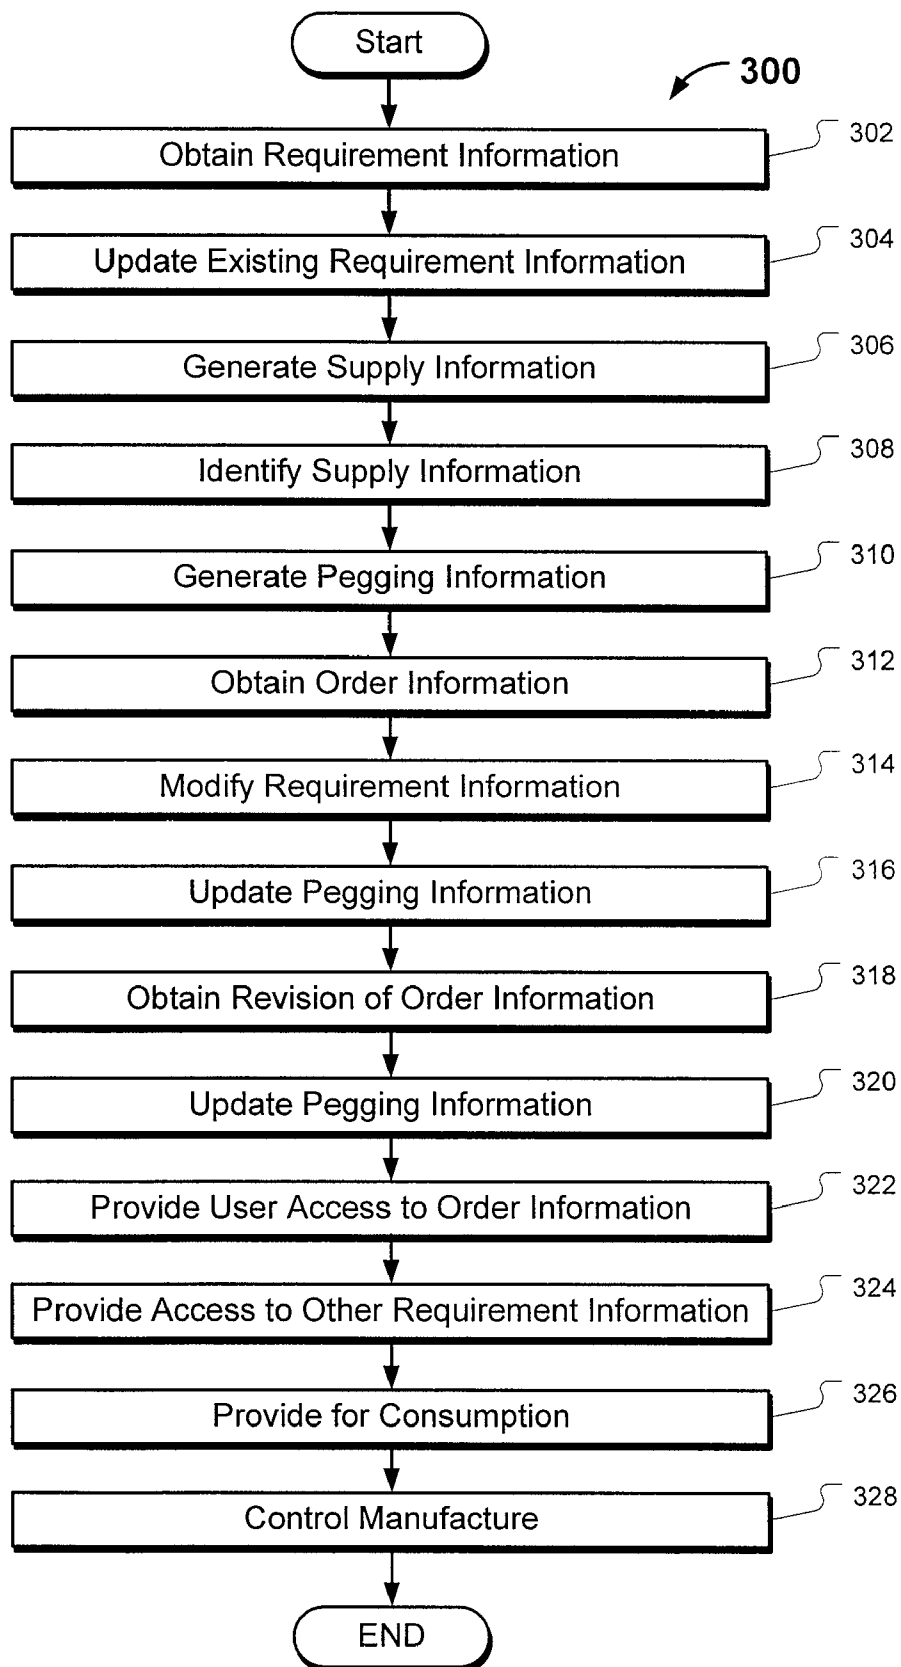 Start
300
Obtain Requirement Information
302
Update Existing Requirement Information
304
Generate Supply Information
306
Identify Supply Information
308
Generate Pegging Information
310
Obtain Order Information
312
Modify Requirement Information
314
Update Pegging Information
316
Obtain Revision of Order Information
318
Update Pegging Information
320
Provide User Access to Order Information
322
Provide Access to Other Requirement Information
324
Provide for Consumption
326
Control Manufacture
328
END